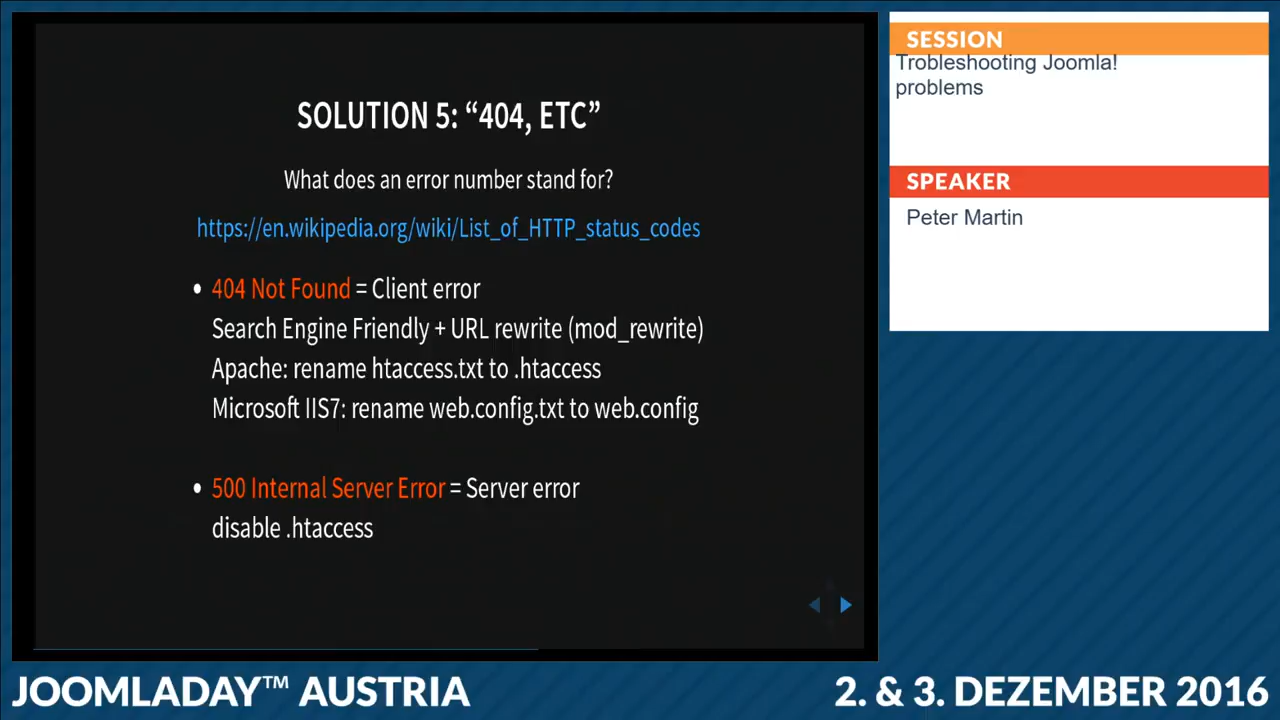 SOLUTION 5: “404, ETC”
What does an error number stand for?
https://en.wikipedia.org/wiki/List_of_HTTP_status_codes
• 404 Not Found = Client error
Search Engine Friendly + URL rewrite (mod_rewrite)
Apache: rename htaccess.txt to .htaccess
Microsoft IIS7: rename web.config.txt to web.config
• 500 Internal Server Error = Server error
disable .htaccess
SESSION
Trobleshooting Joomla!
problems
SPEAKER
Peter Martin
JOOMLADAY™ AUSTRIA
2. & 3. DEZEMBER 2016